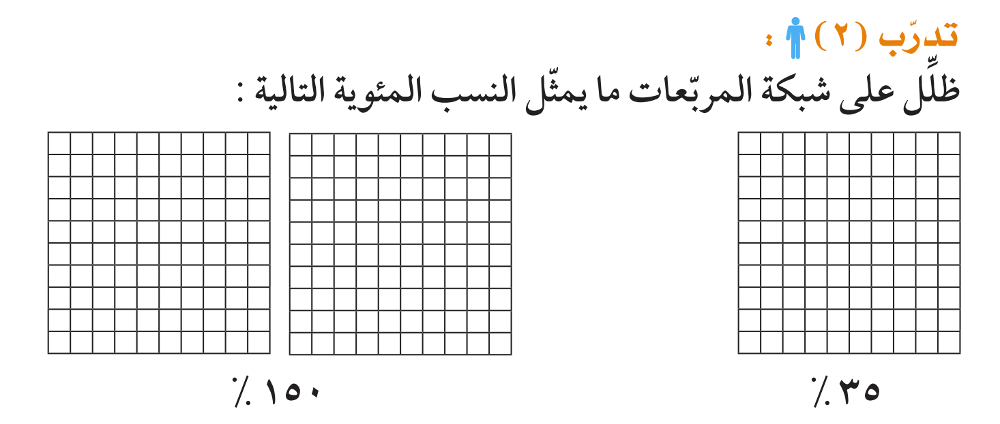 تدرّب (٢) :
ظلِّل على شبكة المربّعات ما يمثّل النسب المئوية التالية :
٣٥ ٪
١٥٠ ٪